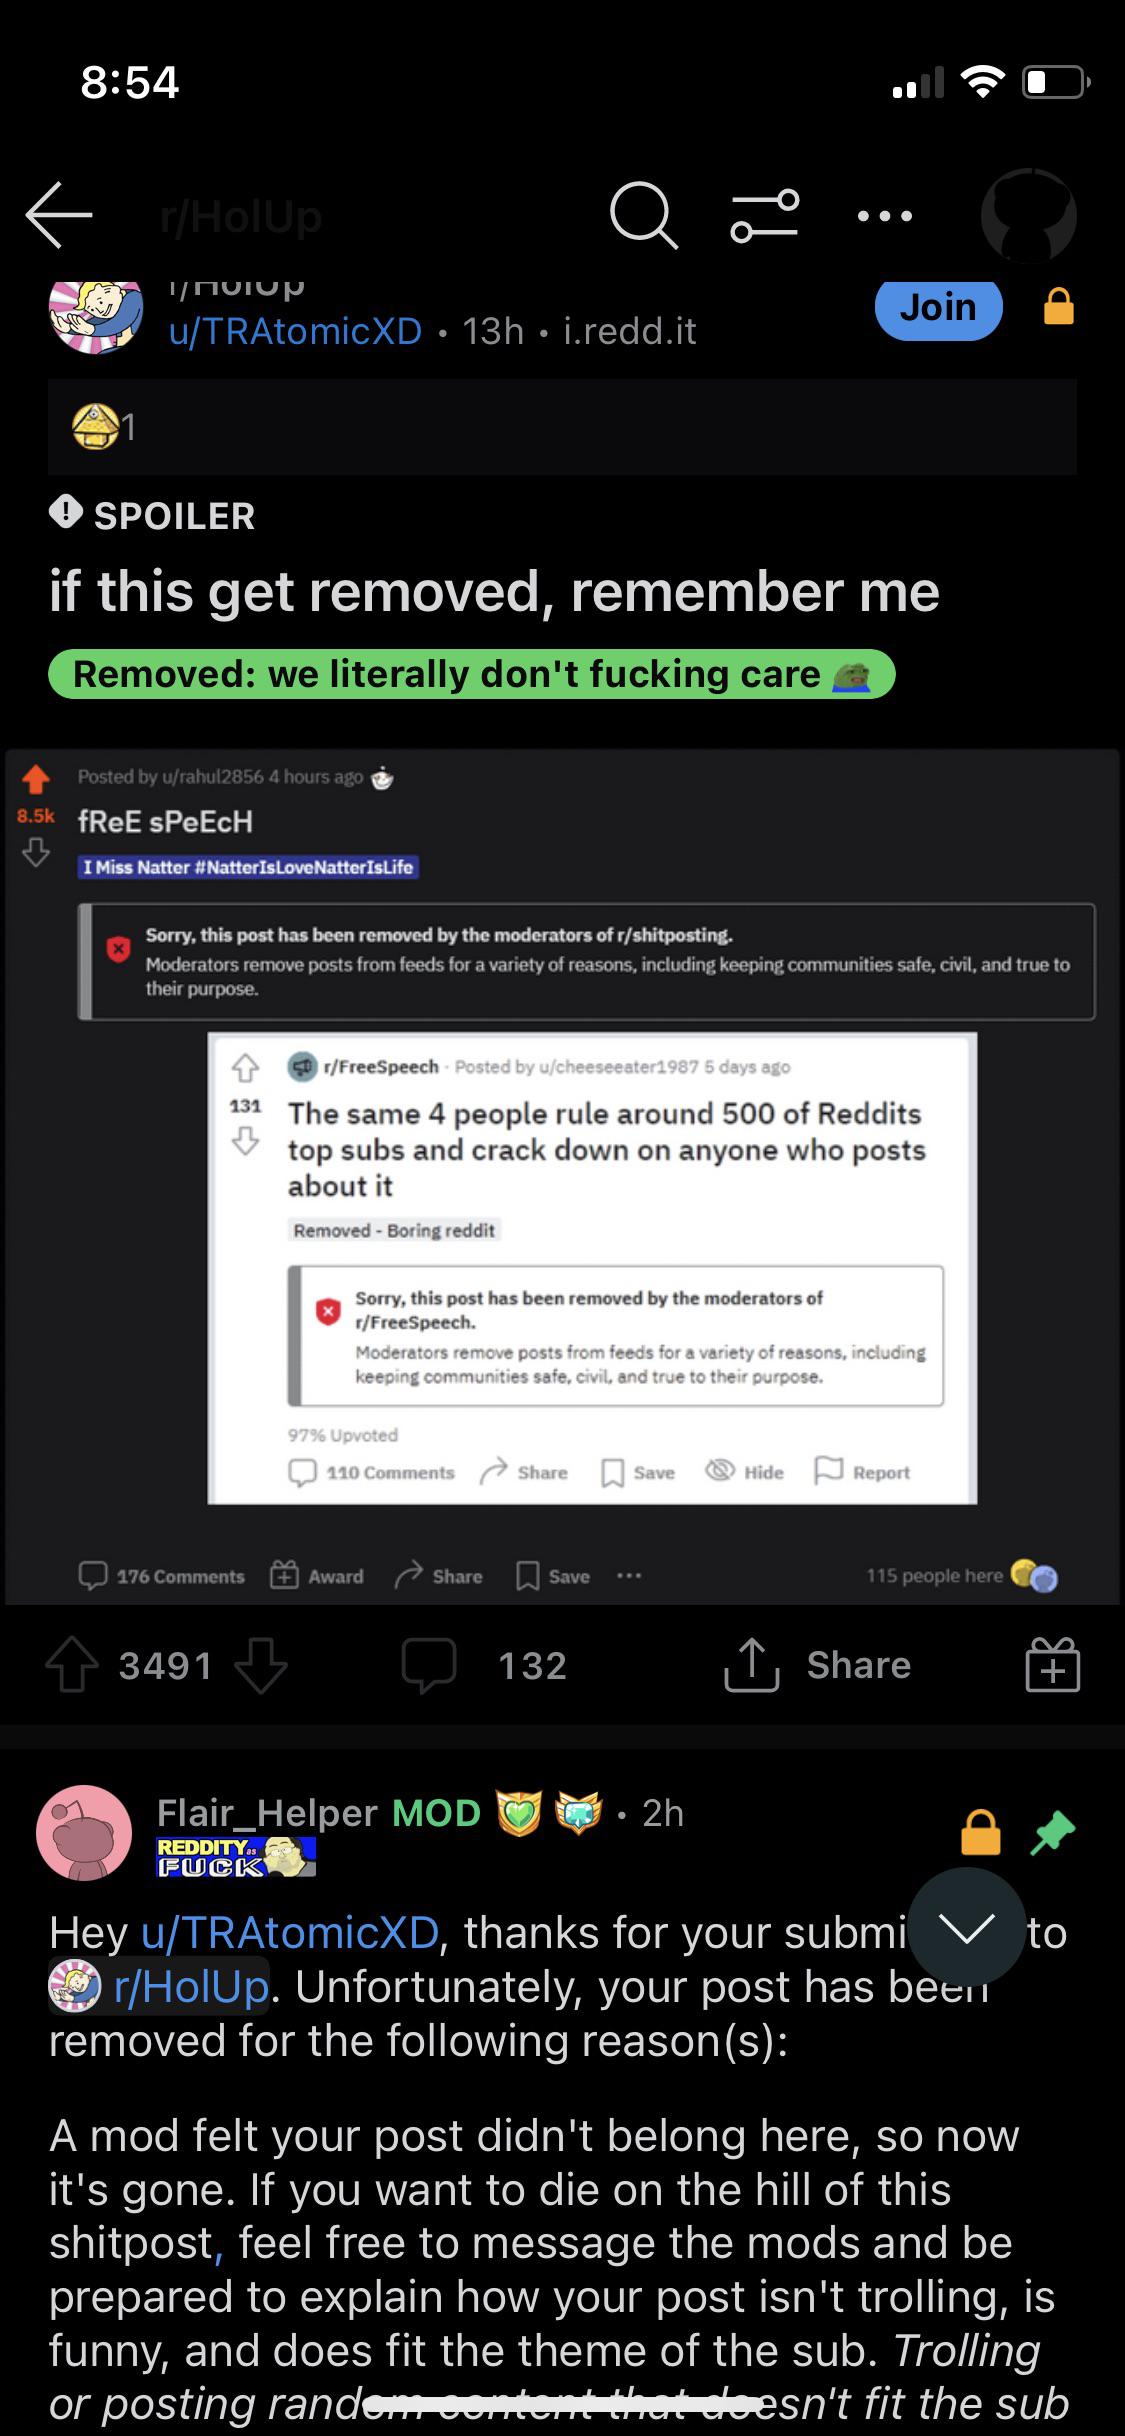 8:54
r/HolUp
r/HolUp
u/TRAtomicXD • 13h • i.redd.it
Join
1
SPOILER
if this get removed, remember me
Removed: we literally don't fucking care
Posted by u/rahul2856 4 hours ago
8.5k
fReE sPeEcH
I Miss Natter #NatterIsLoveNatterIsLife
Sorry, this post has been removed by the moderators of r/shitposting.
Moderators remove posts from feeds for a variety of reasons, including keeping communities safe, civil, and true to
their purpose.
r/FreeSpeech · Posted by u/cheeseeater1987 5 days ago
131
The same 4 people rule around 500 of Reddits
top subs and crack down on anyone who posts
about it
Removed - Boring reddit
Sorry, this post has been removed by the moderators of
r/FreeSpeech.
Moderators remove posts from feeds for a variety of reasons, including
keeping communities safe, civil, and true to their purpose.
97% Upvoted
110 Comments Share Save Hide Report
176 Comments Award Share Save ··· 115 people here
3491 132 Share
Flair_Helper MOD • 2h
REDDITY as
FUCK
Hey u/TRAtomicXD, thanks for your submi to
r/HolUp. Unfortunately, your post has been
removed for the following reason(s):
A mod felt your post didn't belong here, so now
it's gone. If you want to die on the hill of this
shitpost, feel free to message the mods and be
prepared to explain how your post isn't trolling, is
funny, and does fit the theme of the sub. Trolling
or posting random content that doesn't fit the sub